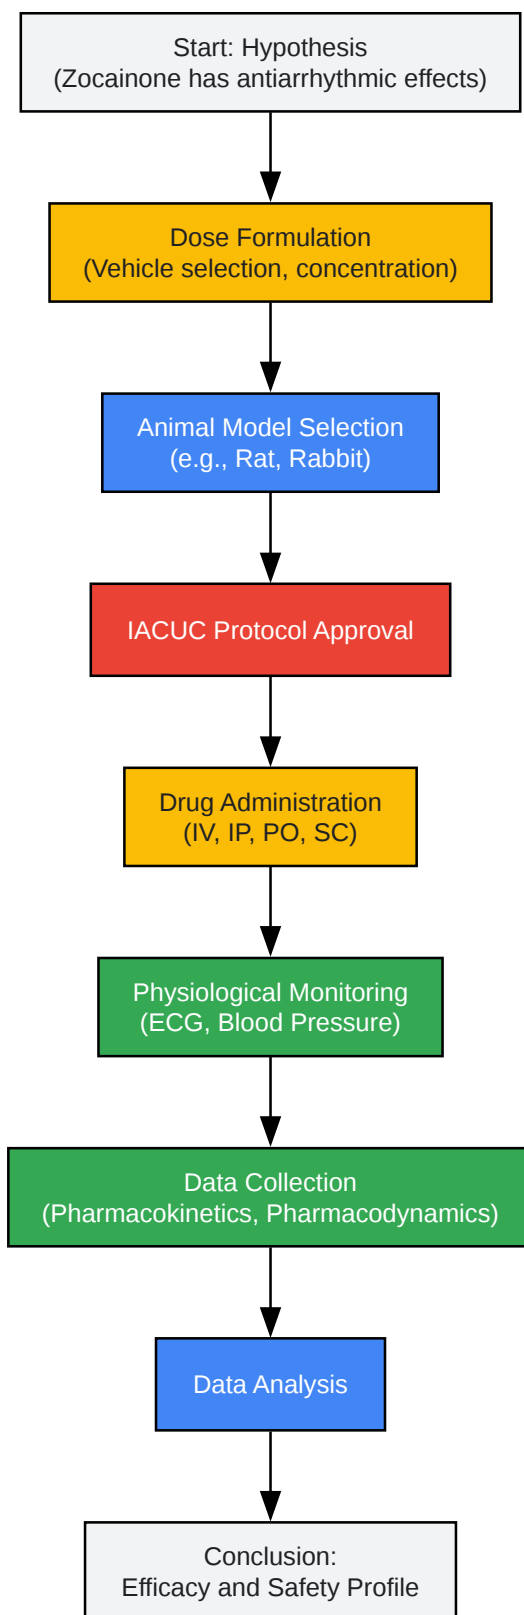 Start: Hypothesis
(Zocainone has antiarrhythmic effects)
Dose Formulation
(Vehicle selection, concentration)
Animal Model Selection
(e.g., Rat, Rabbit)
IACUC Protocol Approval
Drug Administration
(IV, IP, PO, SC)
Physiological Monitoring
(ECG, Blood Pressure)
Data Collection
(Pharmacokinetics, Pharmacodynamics)
Data Analysis
Conclusion:
Efficacy and Safety Profile